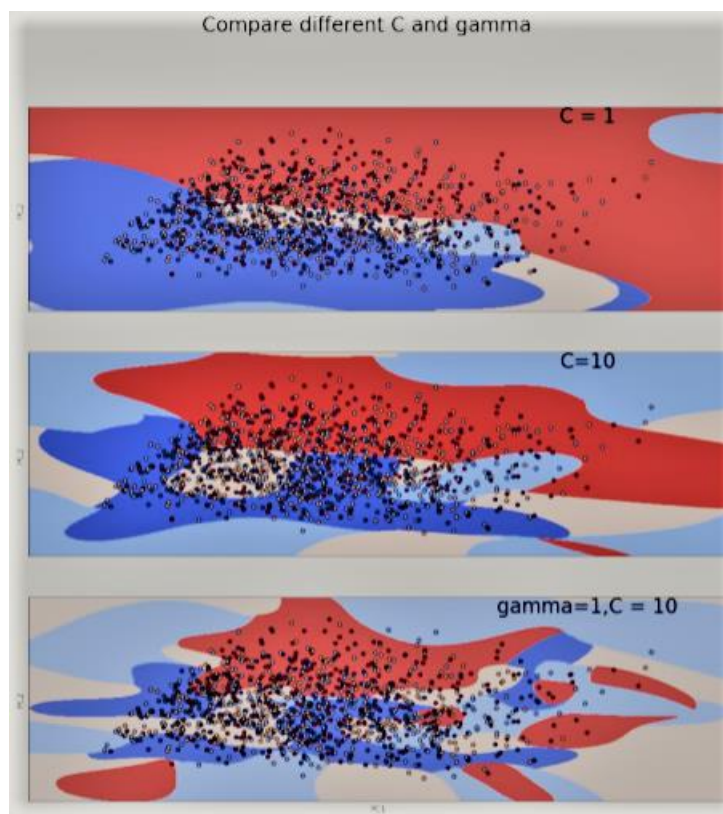 Compare different C and gamma
C = 1
C=10
gamma=1,C = 10